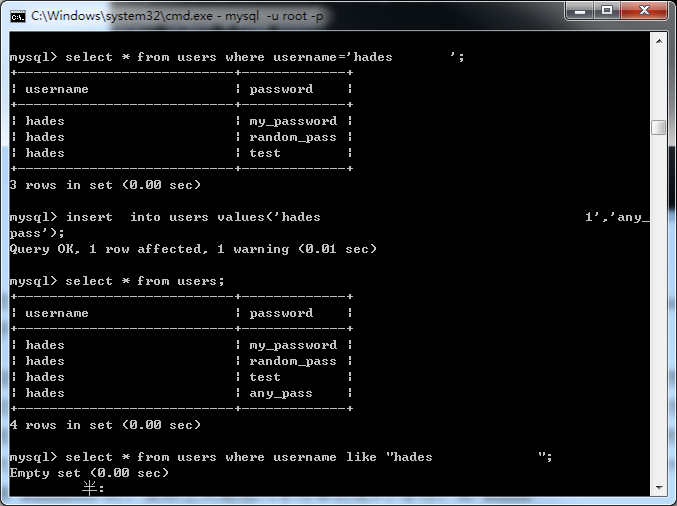 C:\Windows\system32\cmd.exe - mysql  -u root -p
mysql> select * from users where username='hades       ';
+---------------------------+-------------+
| username                  | password    |
+---------------------------+-------------+
| hades                     | my_password |
| hades                     | random_pass |
| hades                     | test        |
+---------------------------+-------------+
3 rows in set (0.00 sec)
mysql> insert  into users values('hades                                 1','any_
pass');
Query OK, 1 row affected, 1 warning (0.01 sec)
mysql> select * from users;
+---------------------------+-------------+
| username                  | password    |
+---------------------------+-------------+
| hades                     | my_password |
| hades                     | random_pass |
| hades                     | test        |
| hades                     | any_pass    |
+---------------------------+-------------+
4 rows in set (0.00 sec)
mysql> select * from users where username like "hades             ";
Empty set (0.00 sec)
半: